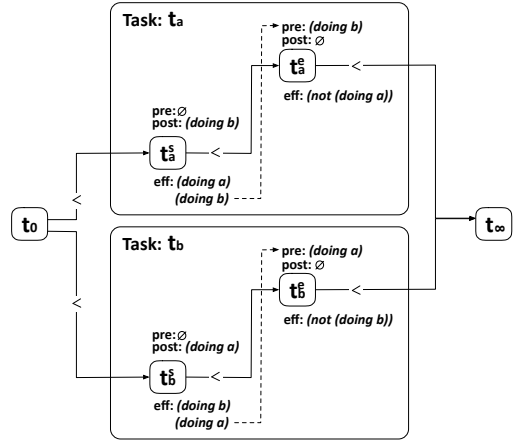 Task: ta
pre: (doing b)
post: ∅
t^e_a
<
eff: (not (doing a))
pre:∅
post: (doing b)
t^s_a
<
eff: (doing a)
(doing b)
<
t0
t∞
Task: tb
pre: (doing a)
post: ∅
t^e_b
<
eff: (not (doing b))
<
pre:∅
post: (doing a)
t^s_b
<
eff: (doing b)
(doing a)